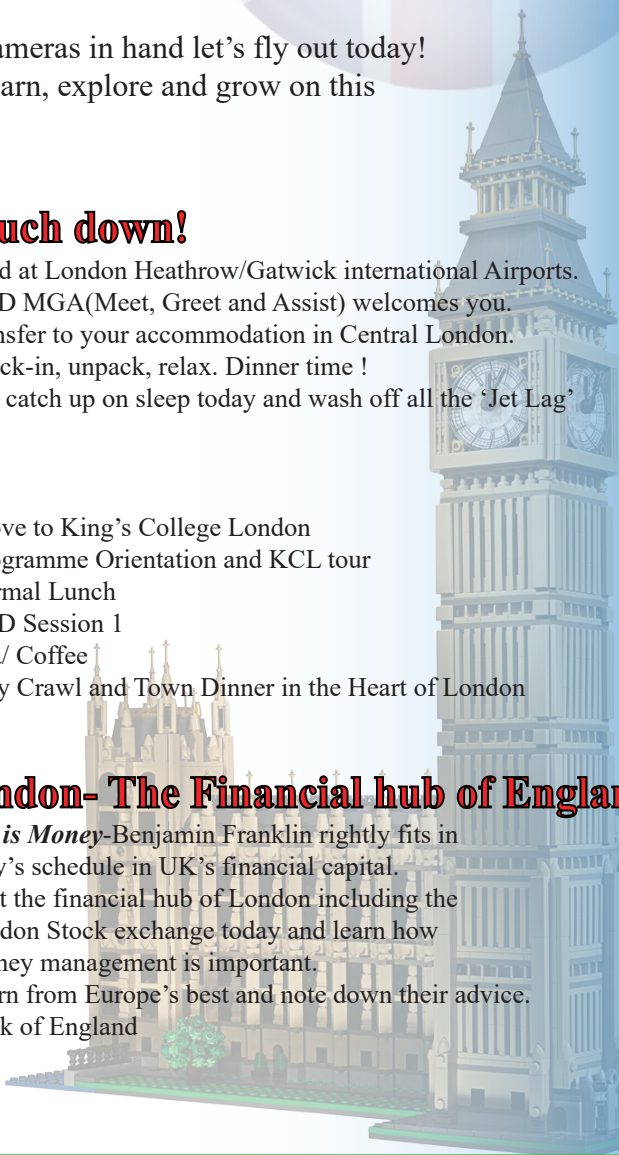 ameras in hand let's fly out today!
arn, explore and grow on this
uch down!
d at London Heathrow/Gatwick international Airports.
D MGA(Meet, Greet and Assist) welcomes you.
nsfer to your accommodation in Central London.
ck-in, unpack, relax. Dinner time !
catch up on sleep today and wash off all the ‘Jet Lag’
ove to King’s College London
ogramme Orientation and KCL tour
rmal Lunch
D Session 1
a/ Coffee
y Crawl and Town Dinner in the Heart of London
ndon- The Financial hub of Englan
is Money-Benjamin Franklin rightly fits in
y’s schedule in UK’s financial capital.
t the financial hub of London including the
ndon Stock exchange today and learn how
ney management is important.
rn from Europe’s best and note down their advice.
k of England